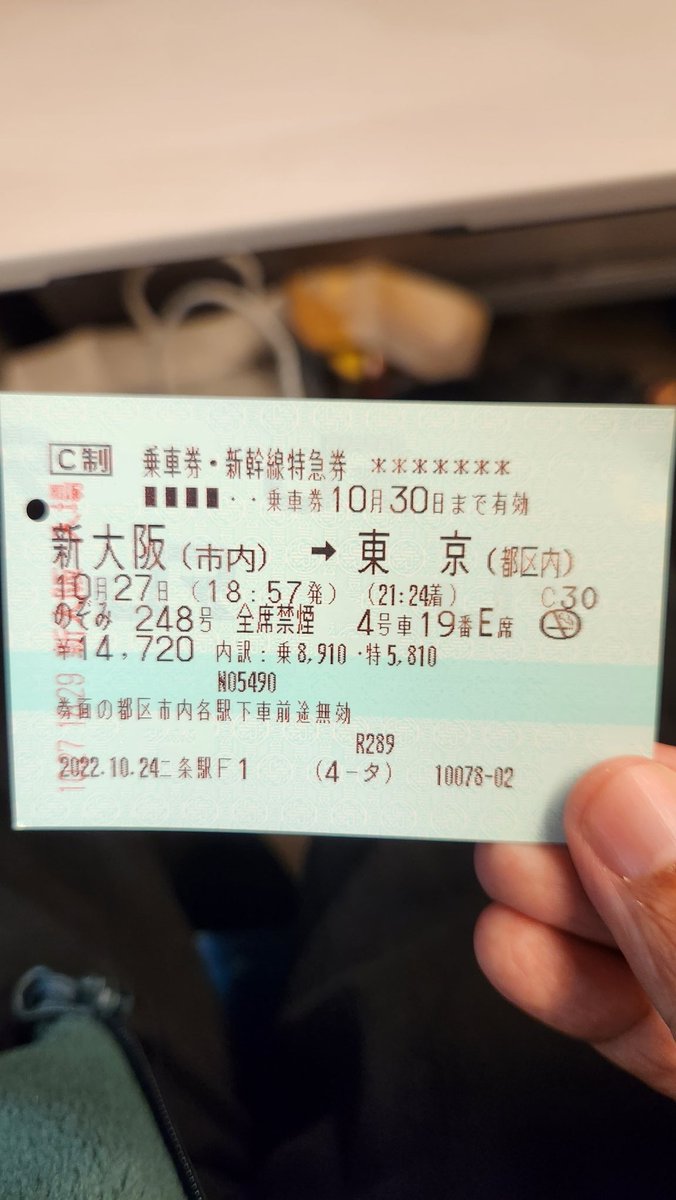 C制 乗車券・新幹線特急券 *******
■■■■・・乗車券10月30日まで有効
新大阪(市内) ➡ 東 京(都区内)
10月27日 (18:57発) (21:24着) C30
のぞみ 248号 全席禁煙 4号車19番E席
¥14,720 内訳:乗8,910・特5,810
N05490
券面の都区市内各駅下車前途無効
R289
2022.10.24二条駅F1 (4-タ) 10078-02